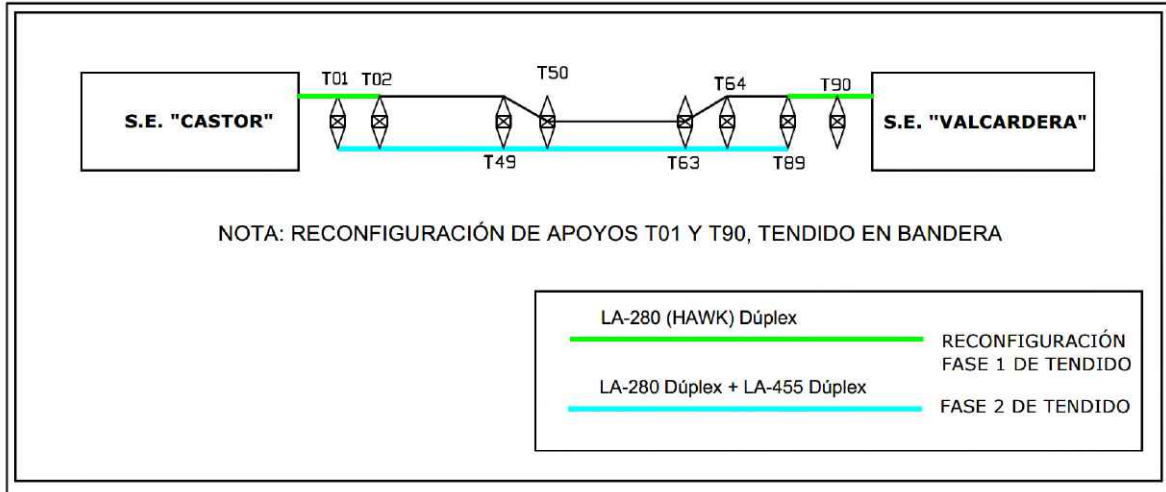 T50
T01 T02 T64 T90
S.E. "CASTOR" S.E. "VALCARDERA"
T49 T63 T89
NOTA: RECONFIGURACIÓN DE APOYOS T01 Y T90, TENDIDO EN BANDERA
LA-280 (HAWK) Dúplex
RECONFIGURACIÓN
FASE 1 DE TENDIDO
LA-280 Dúplex + LA-455 Dúplex
FASE 2 DE TENDIDO